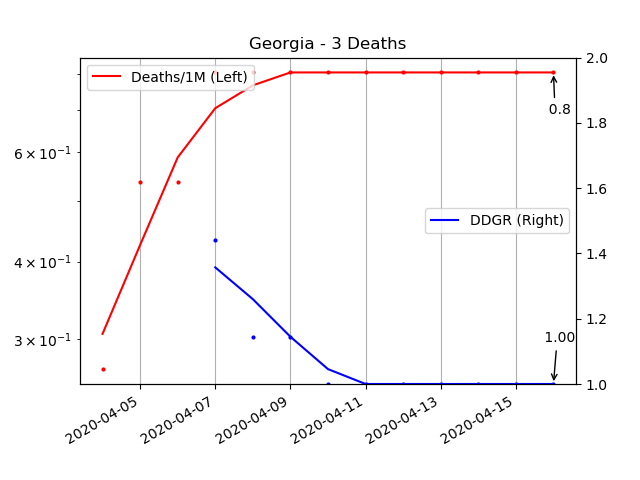 Georgia - 3 Deaths
Deaths/1M (Left)
DDGR (Right)
6 × 10⁻¹
4 × 10⁻¹
3 × 10⁻¹
2.0
1.8
1.6
1.4
1.2
1.0
0.8
1.00
2020-04-05
2020-04-07
2020-04-09
2020-04-11
2020-04-13
2020-04-15